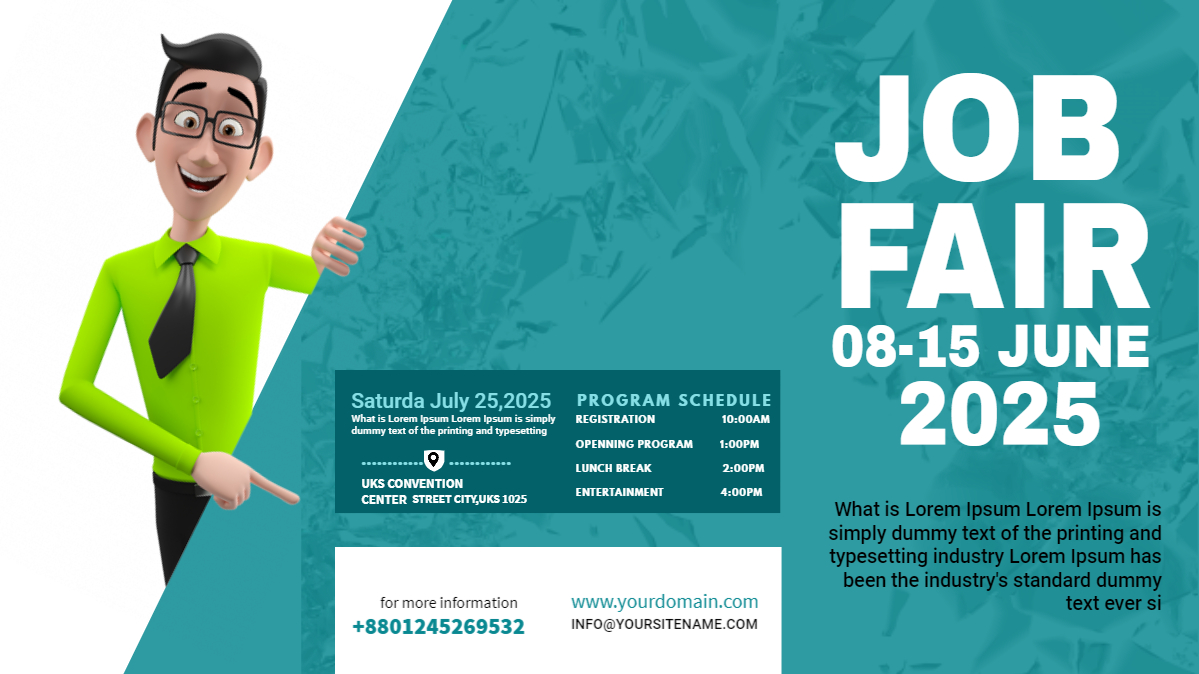 JOB
FAIR
08-15 JUNE
2025
What is Lorem Ipsum Lorem Ipsum is
simply dummy text of the printing and
typesetting industry Lorem Ipsum has
been the industry's standard dummy
text ever si
Saturda July 25,2025
What is Lorem Ipsum Lorem Ipsum is simply
dummy text of the printing and typesetting
UKS CONVENTION
CENTER STREET CITY,UKS 1025
PROGRAM SCHEDULE
REGISTRATION 10:00AM
OPENNING PROGRAM 1:00PM
LUNCH BREAK 2:00PM
ENTERTAINMENT 4:00PM
for more information
+8801245269532
www.yourdomain.com
INFO@YOURSITENAME.COM